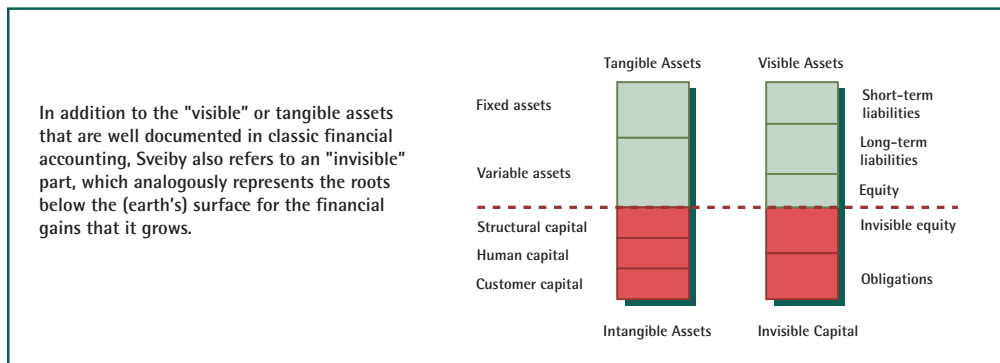 In addition to the "visible" or tangible assets
that are well documented in classic financial
accounting, Sveiby also refers to an "invisible"
part, which analogously represents the roots
below the (earth's) surface for the financial
gains that it grows.
Tangible Assets
Fixed assets
Variable assets
Structural capital
Human capital
Customer capital
Intangible Assets
Visible Assets
Short-term
liabilities
Long-term
liabilities
Equity
Invisible equity
Obligations
Invisible Capital